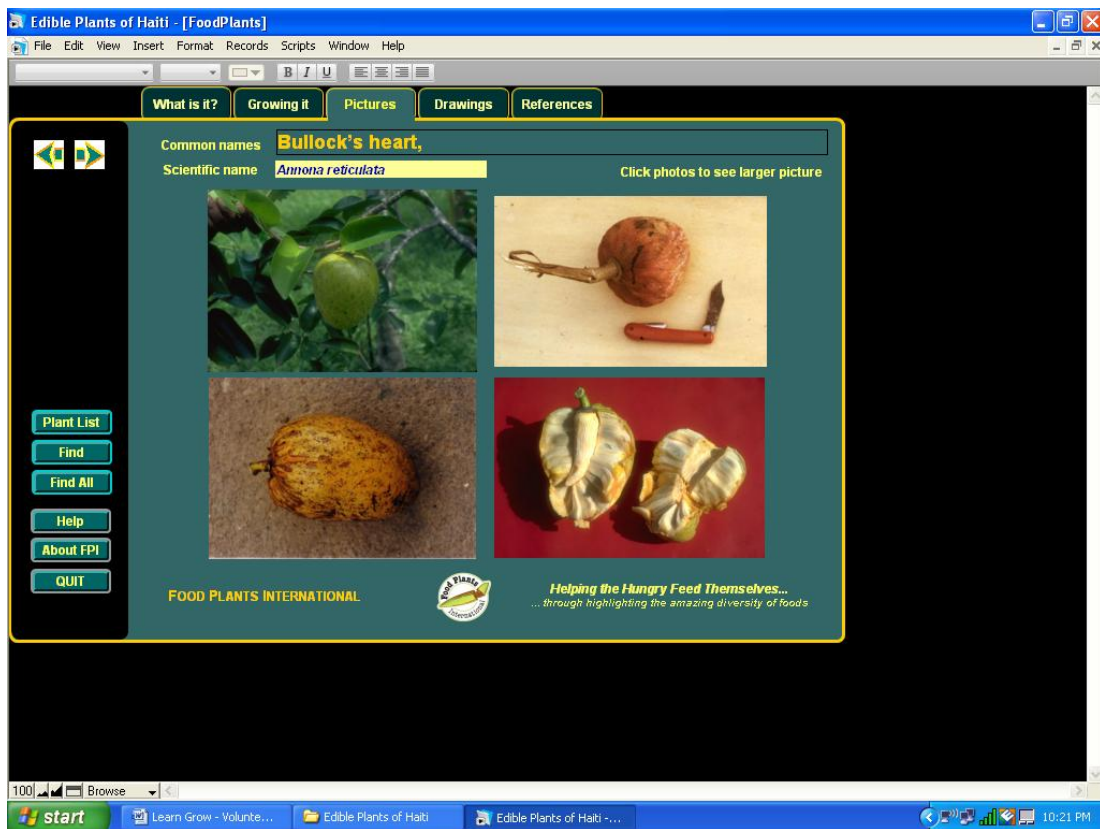 Edible Plants of Haiti - [FoodPlants]
File Edit View Insert Format Records Scripts Window Help
B I U
What is it? Growing it Pictures Drawings References
Common names Bullock's heart,
Scientific name Annona reticulata Click photos to see larger picture
Plant List
Find
Find All
Help
About FPI
QUIT
FOOD PLANTS INTERNATIONAL
Food Plants
International
Helping the Hungry Feed Themselves...
... through highlighting the amazing diversity of foods
100 Browse
start Learn Grow - Volunte... Edible Plants of Haiti Edible Plants of Haiti -... 10:21 PM